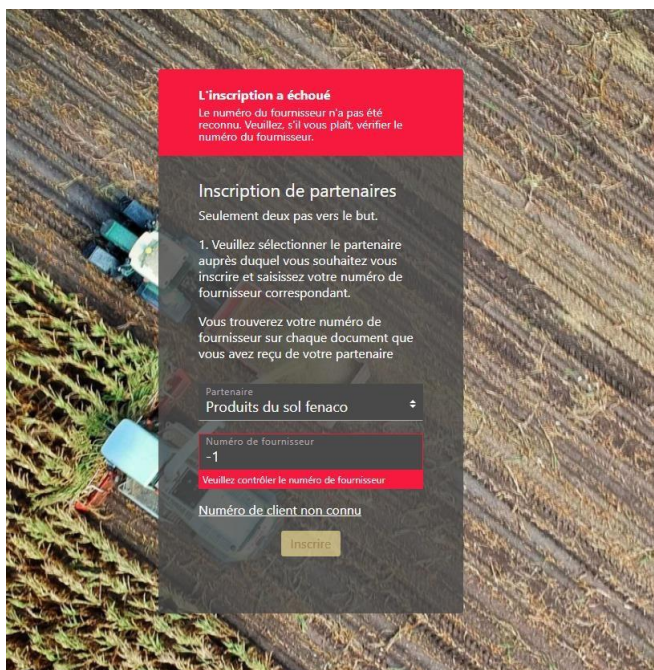 L'inscription a échoué
Le numéro du fournisseur n'a pas été
reconnu. Veuillez, s'il vous plaît, vérifier le
numéro du fournisseur.
Inscription de partenaires
Seulement deux pas vers le but.
1. Veuillez sélectionner le partenaire
auprès duquel vous souhaitez vous
inscrire et saisissez votre numéro de
fournisseur correspondant.
Vous trouverez votre numéro de
fournisseur sur chaque document que
vous avez reçu de votre partenaire
Partenaire
Produits du sol fenaco
Numéro de fournisseur
-1
Veuillez contrôler le numéro de fournisseur
Numéro de client non connu
Inscrire